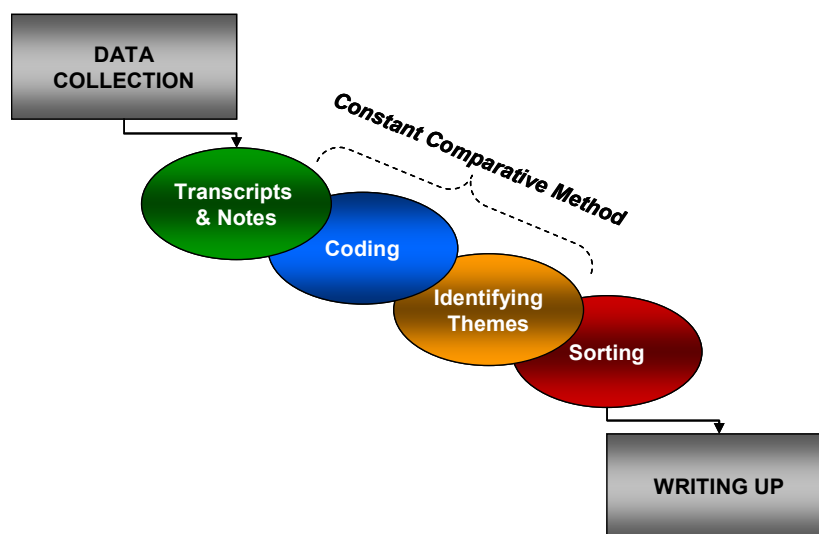 DATA
COLLECTION
Constant Comparative Method
Transcripts
& Notes
Coding
Identifying
Themes
Sorting
WRITING UP